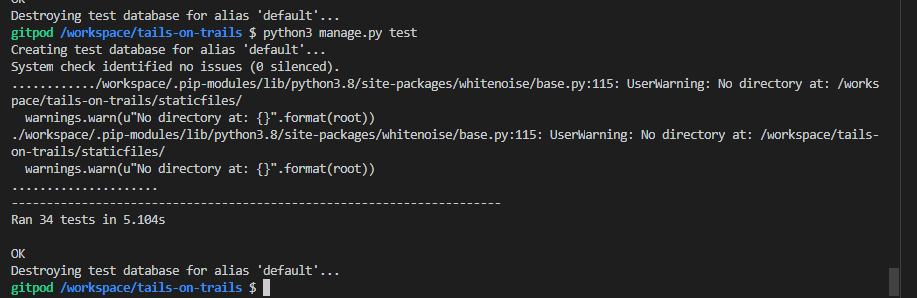 OK
Destroying test database for alias 'default'...
gitpod /workspace/tails-on-trails $ python3 manage.py test
Creating test database for alias 'default'...
System check identified no issues (0 silenced).
............/workspace/.pip-modules/lib/python3.8/site-packages/whitenoise/base.py:115: UserWarning: No directory at: /works
pace/tails-on-trails/staticfiles/
  warnings.warn(u"No directory at: {}".format(root))
./workspace/.pip-modules/lib/python3.8/site-packages/whitenoise/base.py:115: UserWarning: No directory at: /workspace/tails-
on-trails/staticfiles/
  warnings.warn(u"No directory at: {}".format(root))
.....................
----------------------------------------------------------------------
Ran 34 tests in 5.104s

OK
Destroying test database for alias 'default'...
gitpod /workspace/tails-on-trails $